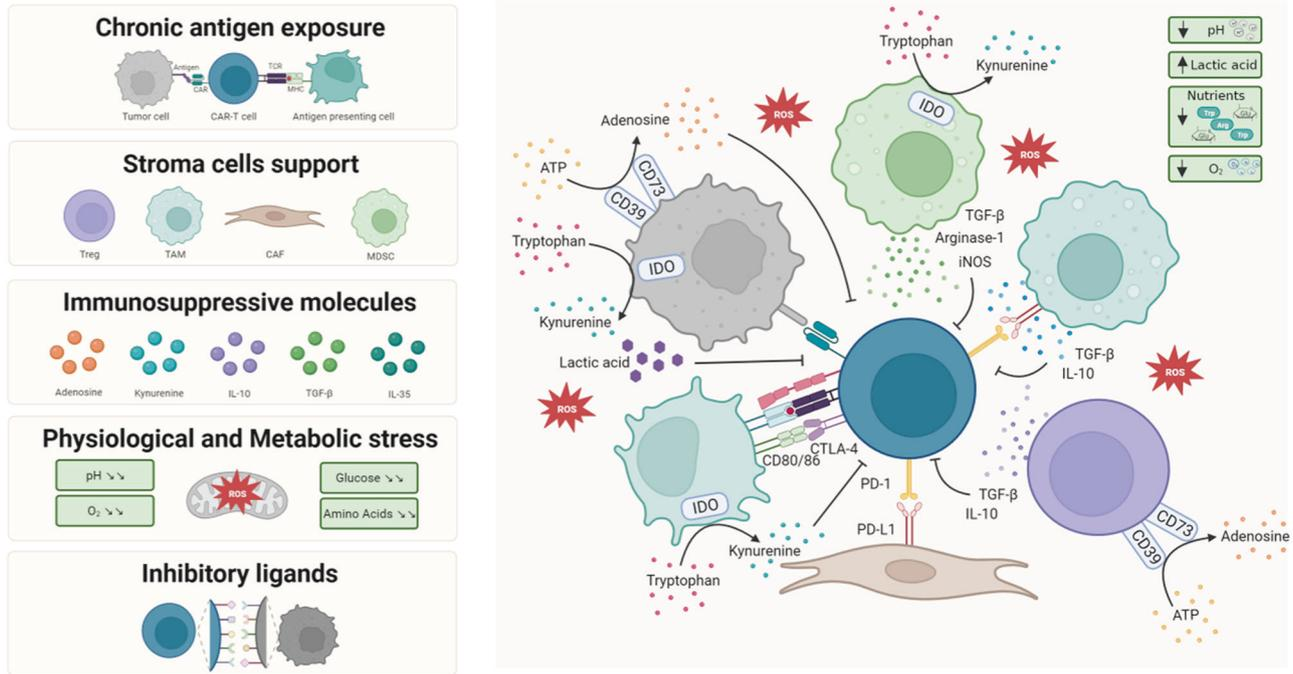 Chronic antigen exposure
Antigen
CAR
TCR
MHC
Tumor cell
CAR-T cell
Antigen presenting cell
Stroma cells support
Treg
TAM
CAF
MDSC
Immunosuppressive molecules
Adenosine
Kynurenine
IL-10
TGF-β
IL-35
Physiological and Metabolic stress
pH ↘↘
O₂ ↘↘
ROS
Glucose ↘↘
Amino Acids ↘↘
Inhibitory ligands
Tryptophan
Kynurenine
IDO
ROS
ROS
Adenosine
ATP
CD73
CD39
Tryptophan
IDO
Kynurenine
Lactic acid
ROS
TGF-β
Arginase-1
iNOS
TGF-β
IL-10
ROS
CTLA-4
CD80/86
IDO
Kynurenine
Tryptophan
PD-1
PD-L1
TGF-β
IL-10
CD73
CD39
Adenosine
ATP
↓ pH
↑ Lactic acid
Nutrients
↓
Trp
Glu
Arg
Glu
Trp
↓ O₂